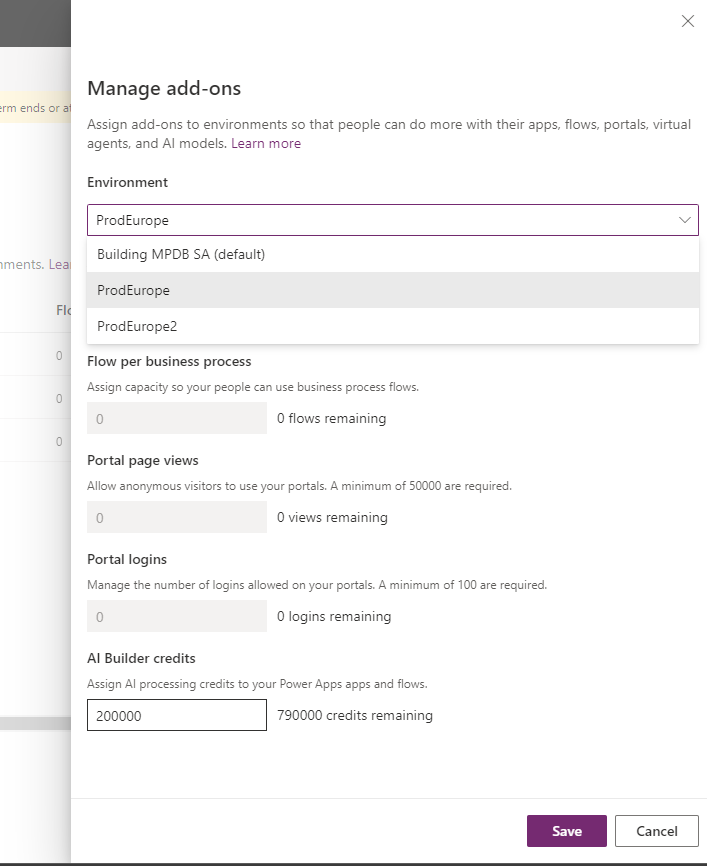 Manage add-ons
Assign add-ons to environments so that people can do more with their apps, flows, portals, virtual
agents, and AI models. Learn more
Environment
ProdEurope
Building MPDB SA (default)
ProdEurope
ProdEurope2
Flow per business process
Assign capacity so your people can use business process flows.
0 0 flows remaining
Portal page views
Allow anonymous visitors to use your portals. A minimum of 50000 are required.
0 0 views remaining
Portal logins
Manage the number of logins allowed on your portals. A minimum of 100 are required.
0 0 logins remaining
AI Builder credits
Assign AI processing credits to your Power Apps apps and flows.
200000 790000 credits remaining
Save Cancel
erm ends or at
nments. Lea
Flo
0
0
0